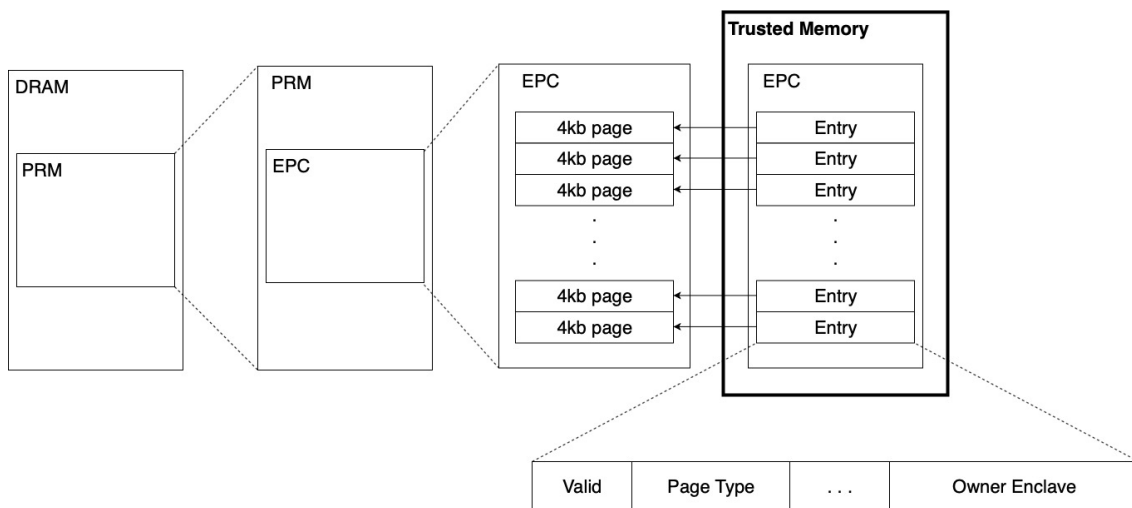 Trusted Memory
DRAM
PRM
PRM
EPC
EPC
4kb page
4kb page
4kb page
.
.
.
4kb page
4kb page
EPC
Entry
Entry
Entry
.
.
.
Entry
Entry
Valid
Page Type
. . .
Owner Enclave